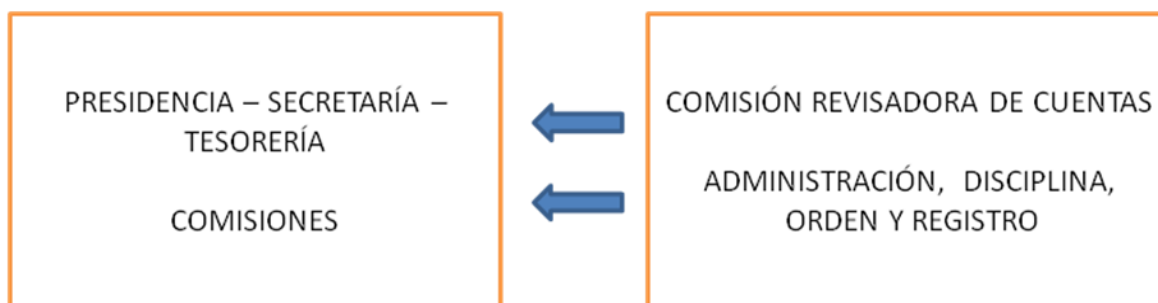 PRESIDENCIA – SECRETARÍA –
TESORERÍA
COMISIONES
COMISIÓN REVISADORA DE CUENTAS
ADMINISTRACIÓN, DISCIPLINA,
ORDEN Y REGISTRO